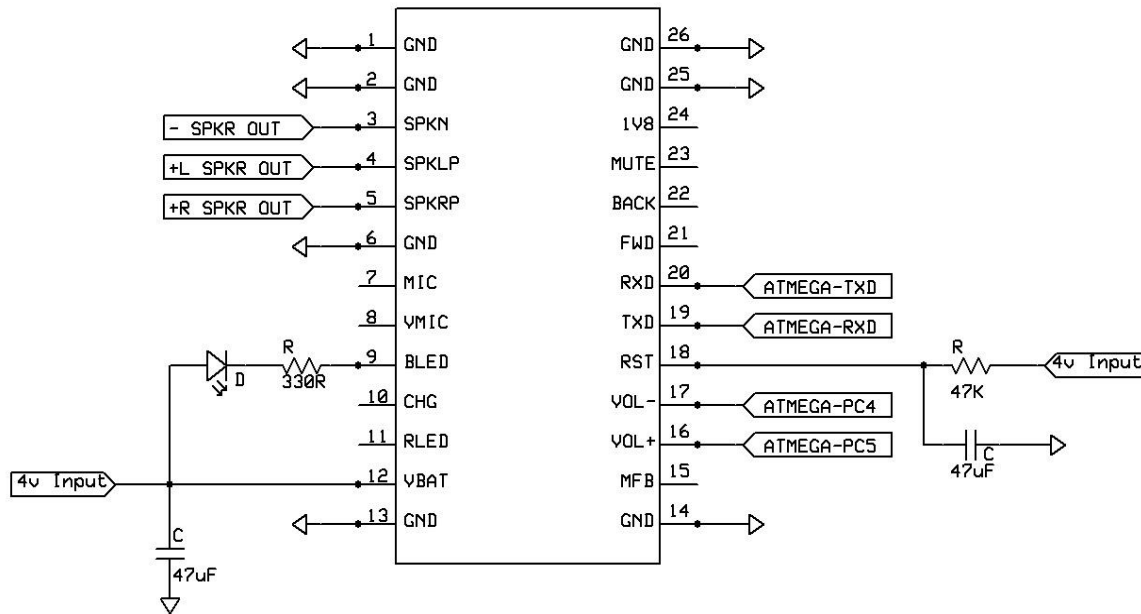 1 GND
2 GND
- SPKR OUT 3 SPKN
+L SPKR OUT 4 SPKLP
+R SPKR OUT 5 SPKRP
6 GND
7 MIC
8 VMIC
R
D 330R 9 BLED
10 CHG
11 RLED
4v Input 12 VBAT
13 GND
C
47uF
GND 26
GND 25
1V8 24
MUTE 23
BACK 22
FWD 21
RXD 20 ATMEGA-TXD
TXD 19 ATMEGA-RXD
R
RST 18 47K 4v Input
VOL- 17 ATMEGA-PC4
VOL+ 16 ATMEGA-PC5
C
47uF
MFB 15
GND 14